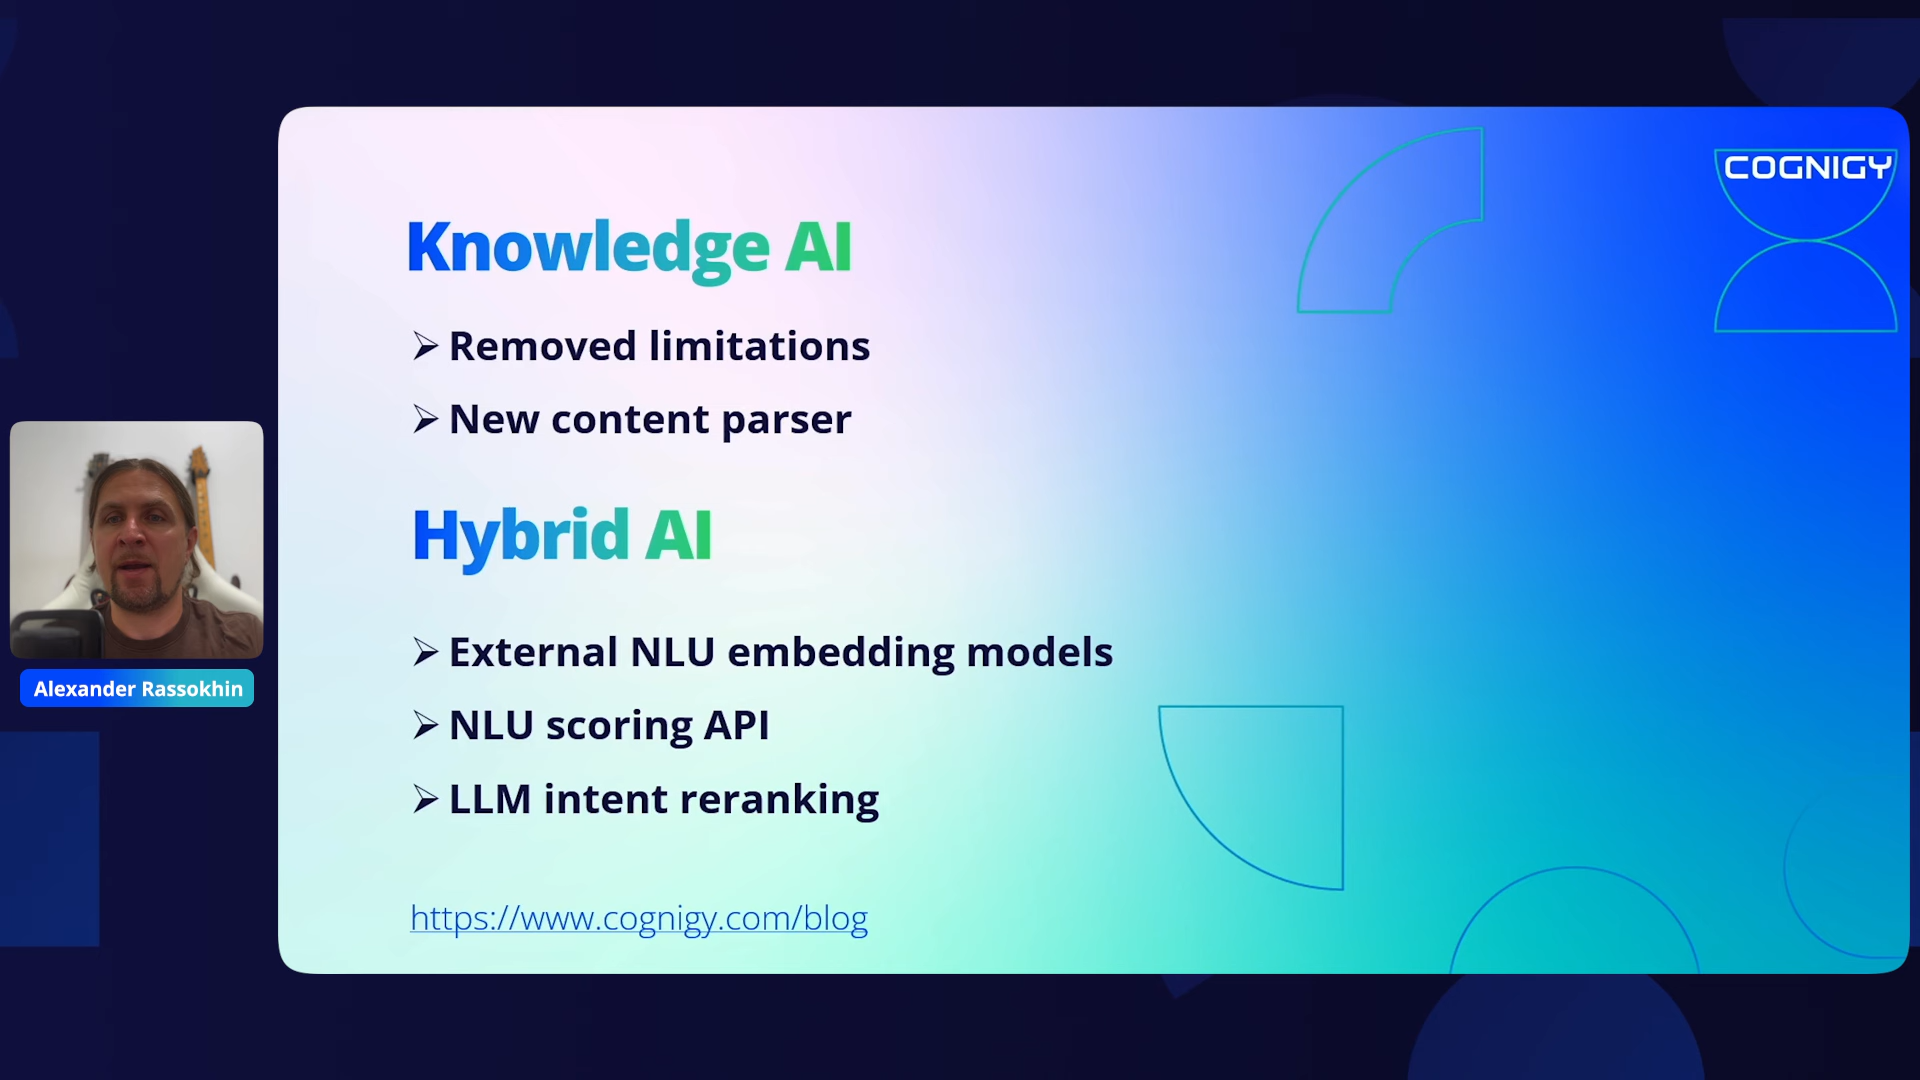 COGNIGY
Knowledge AI
➢ Removed limitations
➢ New content parser
Hybrid AI
➢ External NLU embedding models
➢ NLU scoring API
➢ LLM intent reranking
https://www.cognigy.com/blog
Alexander Rassokhin